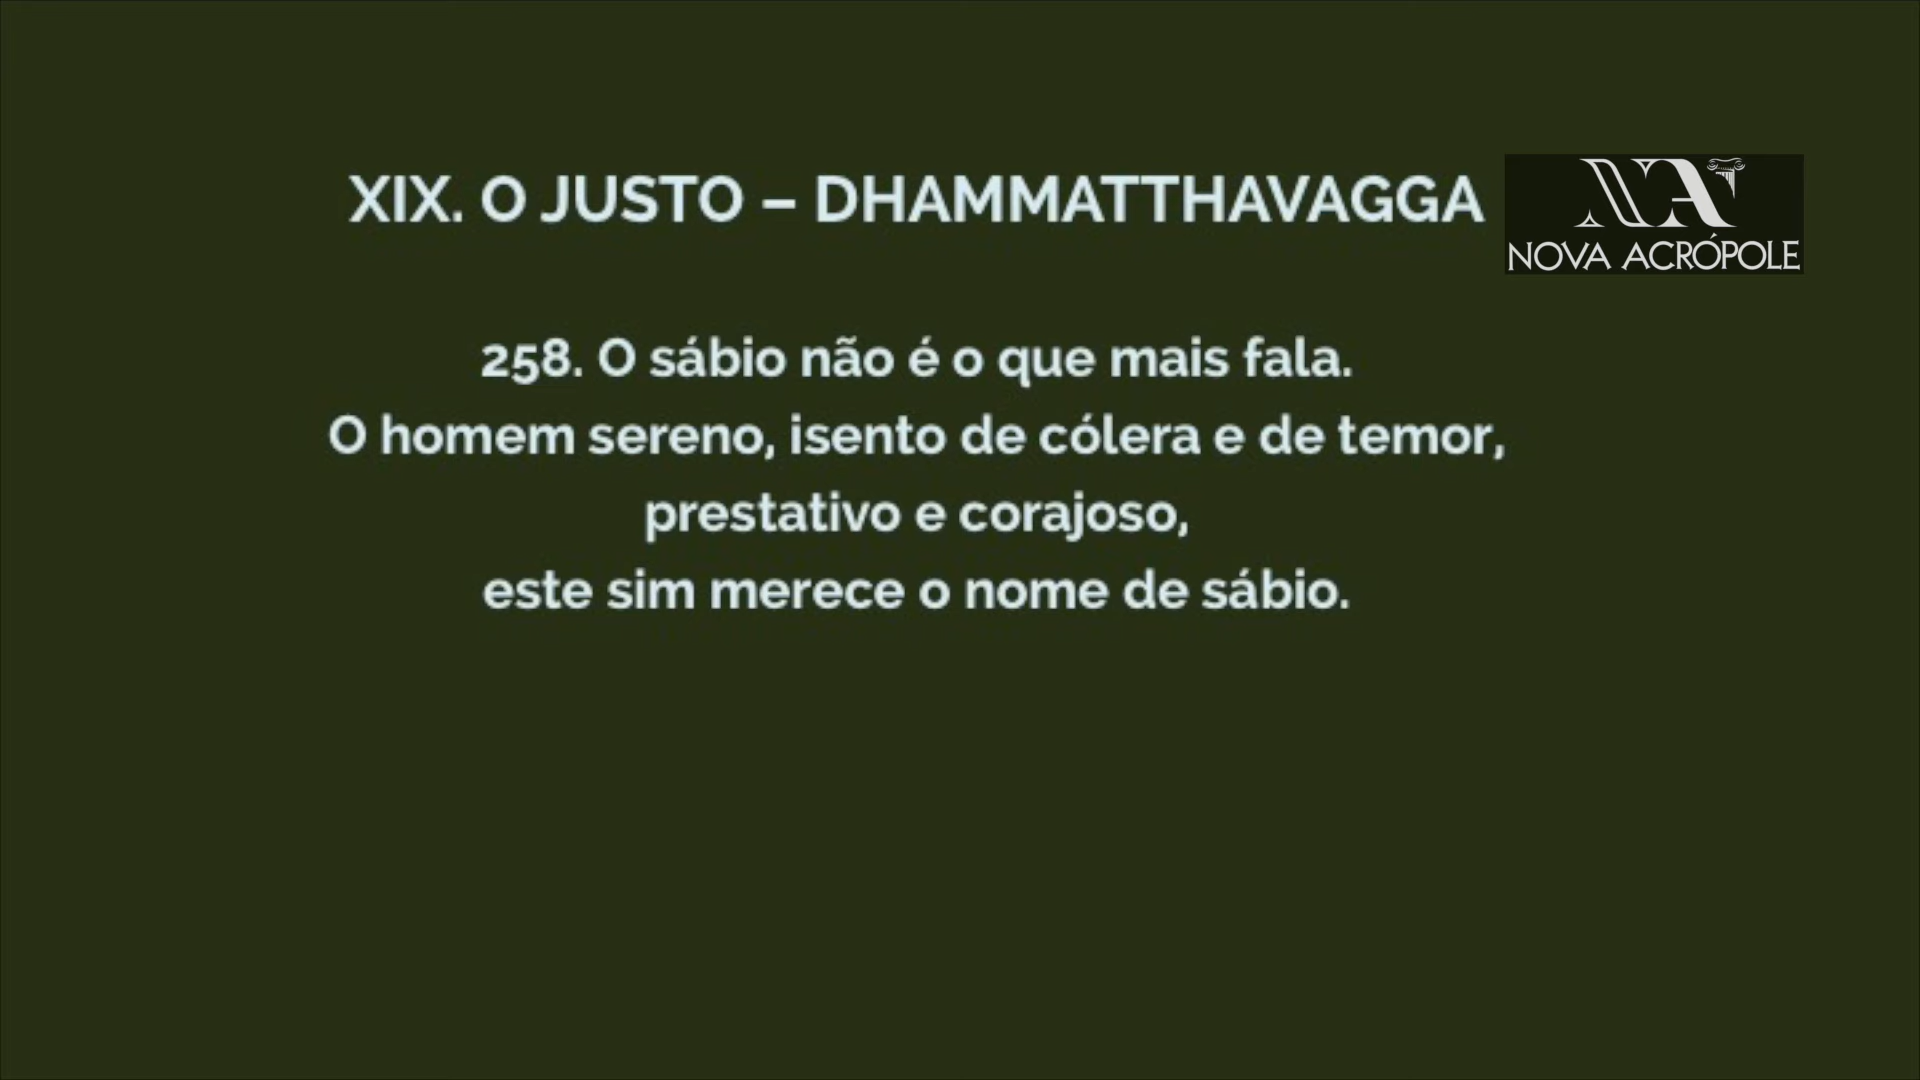 XIX. O JUSTO – DHAMMATTHAVAGGA
NA
NOVA ACRÓPOLE
258. O sábio não é o que mais fala.
O homem sereno, isento de cólera e de temor,
prestativo e corajoso,
este sim merece o nome de sábio.